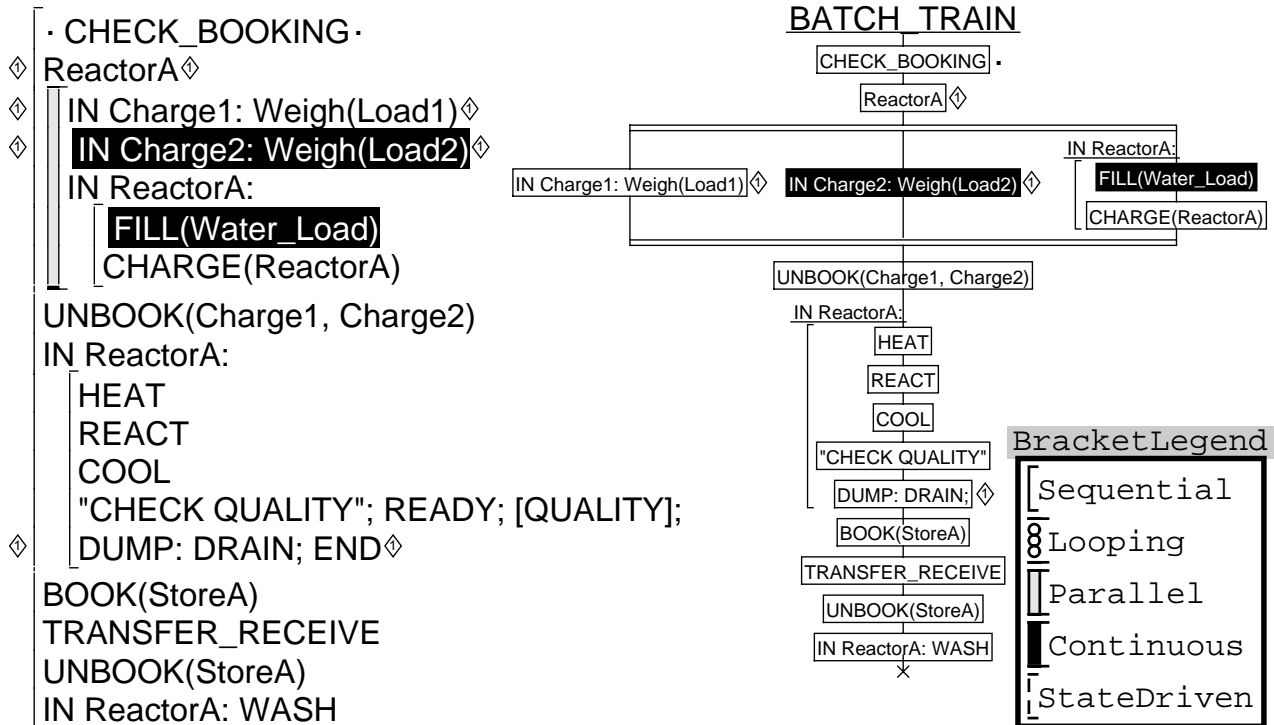 · CHECK_BOOKING·
ReactorA
IN Charge1: Weigh(Load1)
IN Charge2: Weigh(Load2)
IN ReactorA:
FILL(Water_Load)
CHARGE(ReactorA)
UNBOOK(Charge1, Charge2)
IN ReactorA:
HEAT
REACT
COOL
"CHECK QUALITY"; READY; [QUALITY];
DUMP: DRAIN; END
BOOK(StoreA)
TRANSFER_RECEIVE
UNBOOK(StoreA)
IN ReactorA: WASH
BATCH_TRAIN
CHECK_BOOKING ·
ReactorA
IN Charge1: Weigh(Load1)
IN Charge2: Weigh(Load2)
IN ReactorA:
FILL(Water_Load)
CHARGE(ReactorA)
UNBOOK(Charge1, Charge2)
IN ReactorA:
HEAT
REACT
COOL
"CHECK QUALITY"
DUMP: DRAIN;
BOOK(StoreA)
TRANSFER_RECEIVE
UNBOOK(StoreA)
IN ReactorA: WASH
BracketLegend
Sequential
Looping
Parallel
Continuous
StateDriven